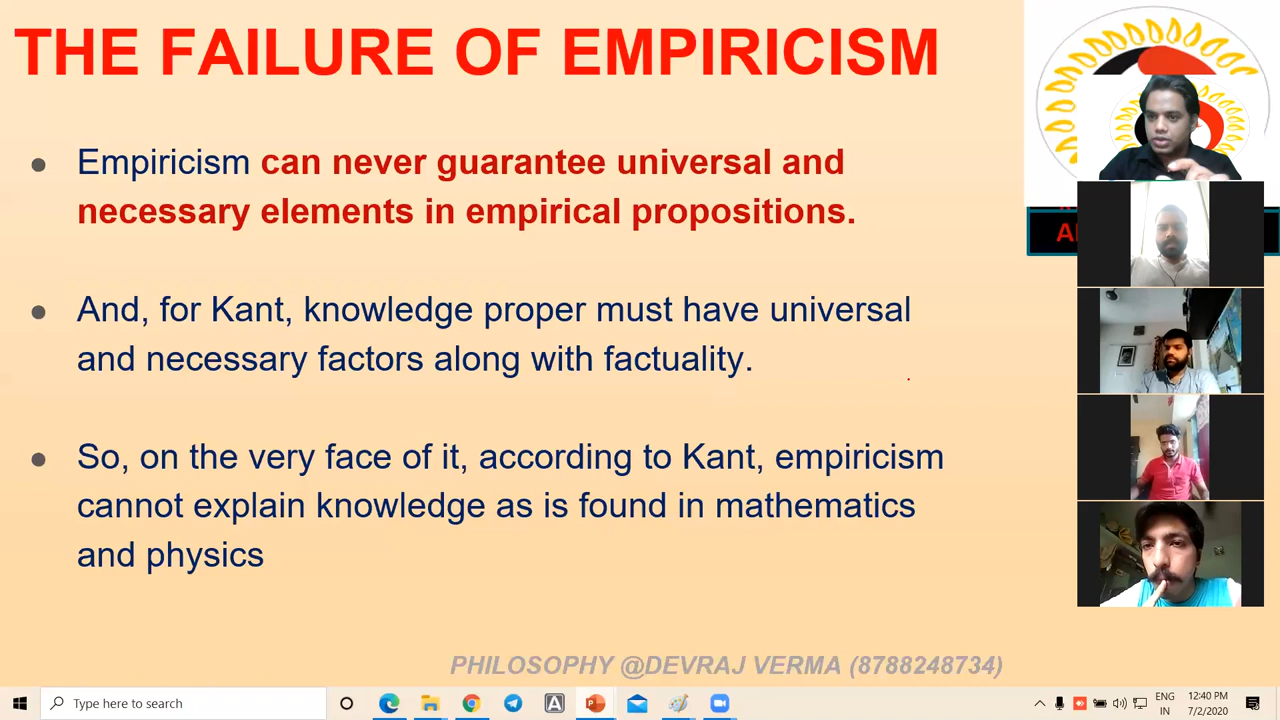 THE FAILURE OF EMPIRICISM
● Empiricism can never guarantee universal and
necessary elements in empirical propositions.
● And, for Kant, knowledge proper must have universal
and necessary factors along with factuality.
● So, on the very face of it, according to Kant, empiricism
cannot explain knowledge as is found in mathematics
and physics
PHILOSOPHY @DEVRAJ VERMA (8788248734)
Type here to search
ENG
IN
12:40 PM
7/2/2020